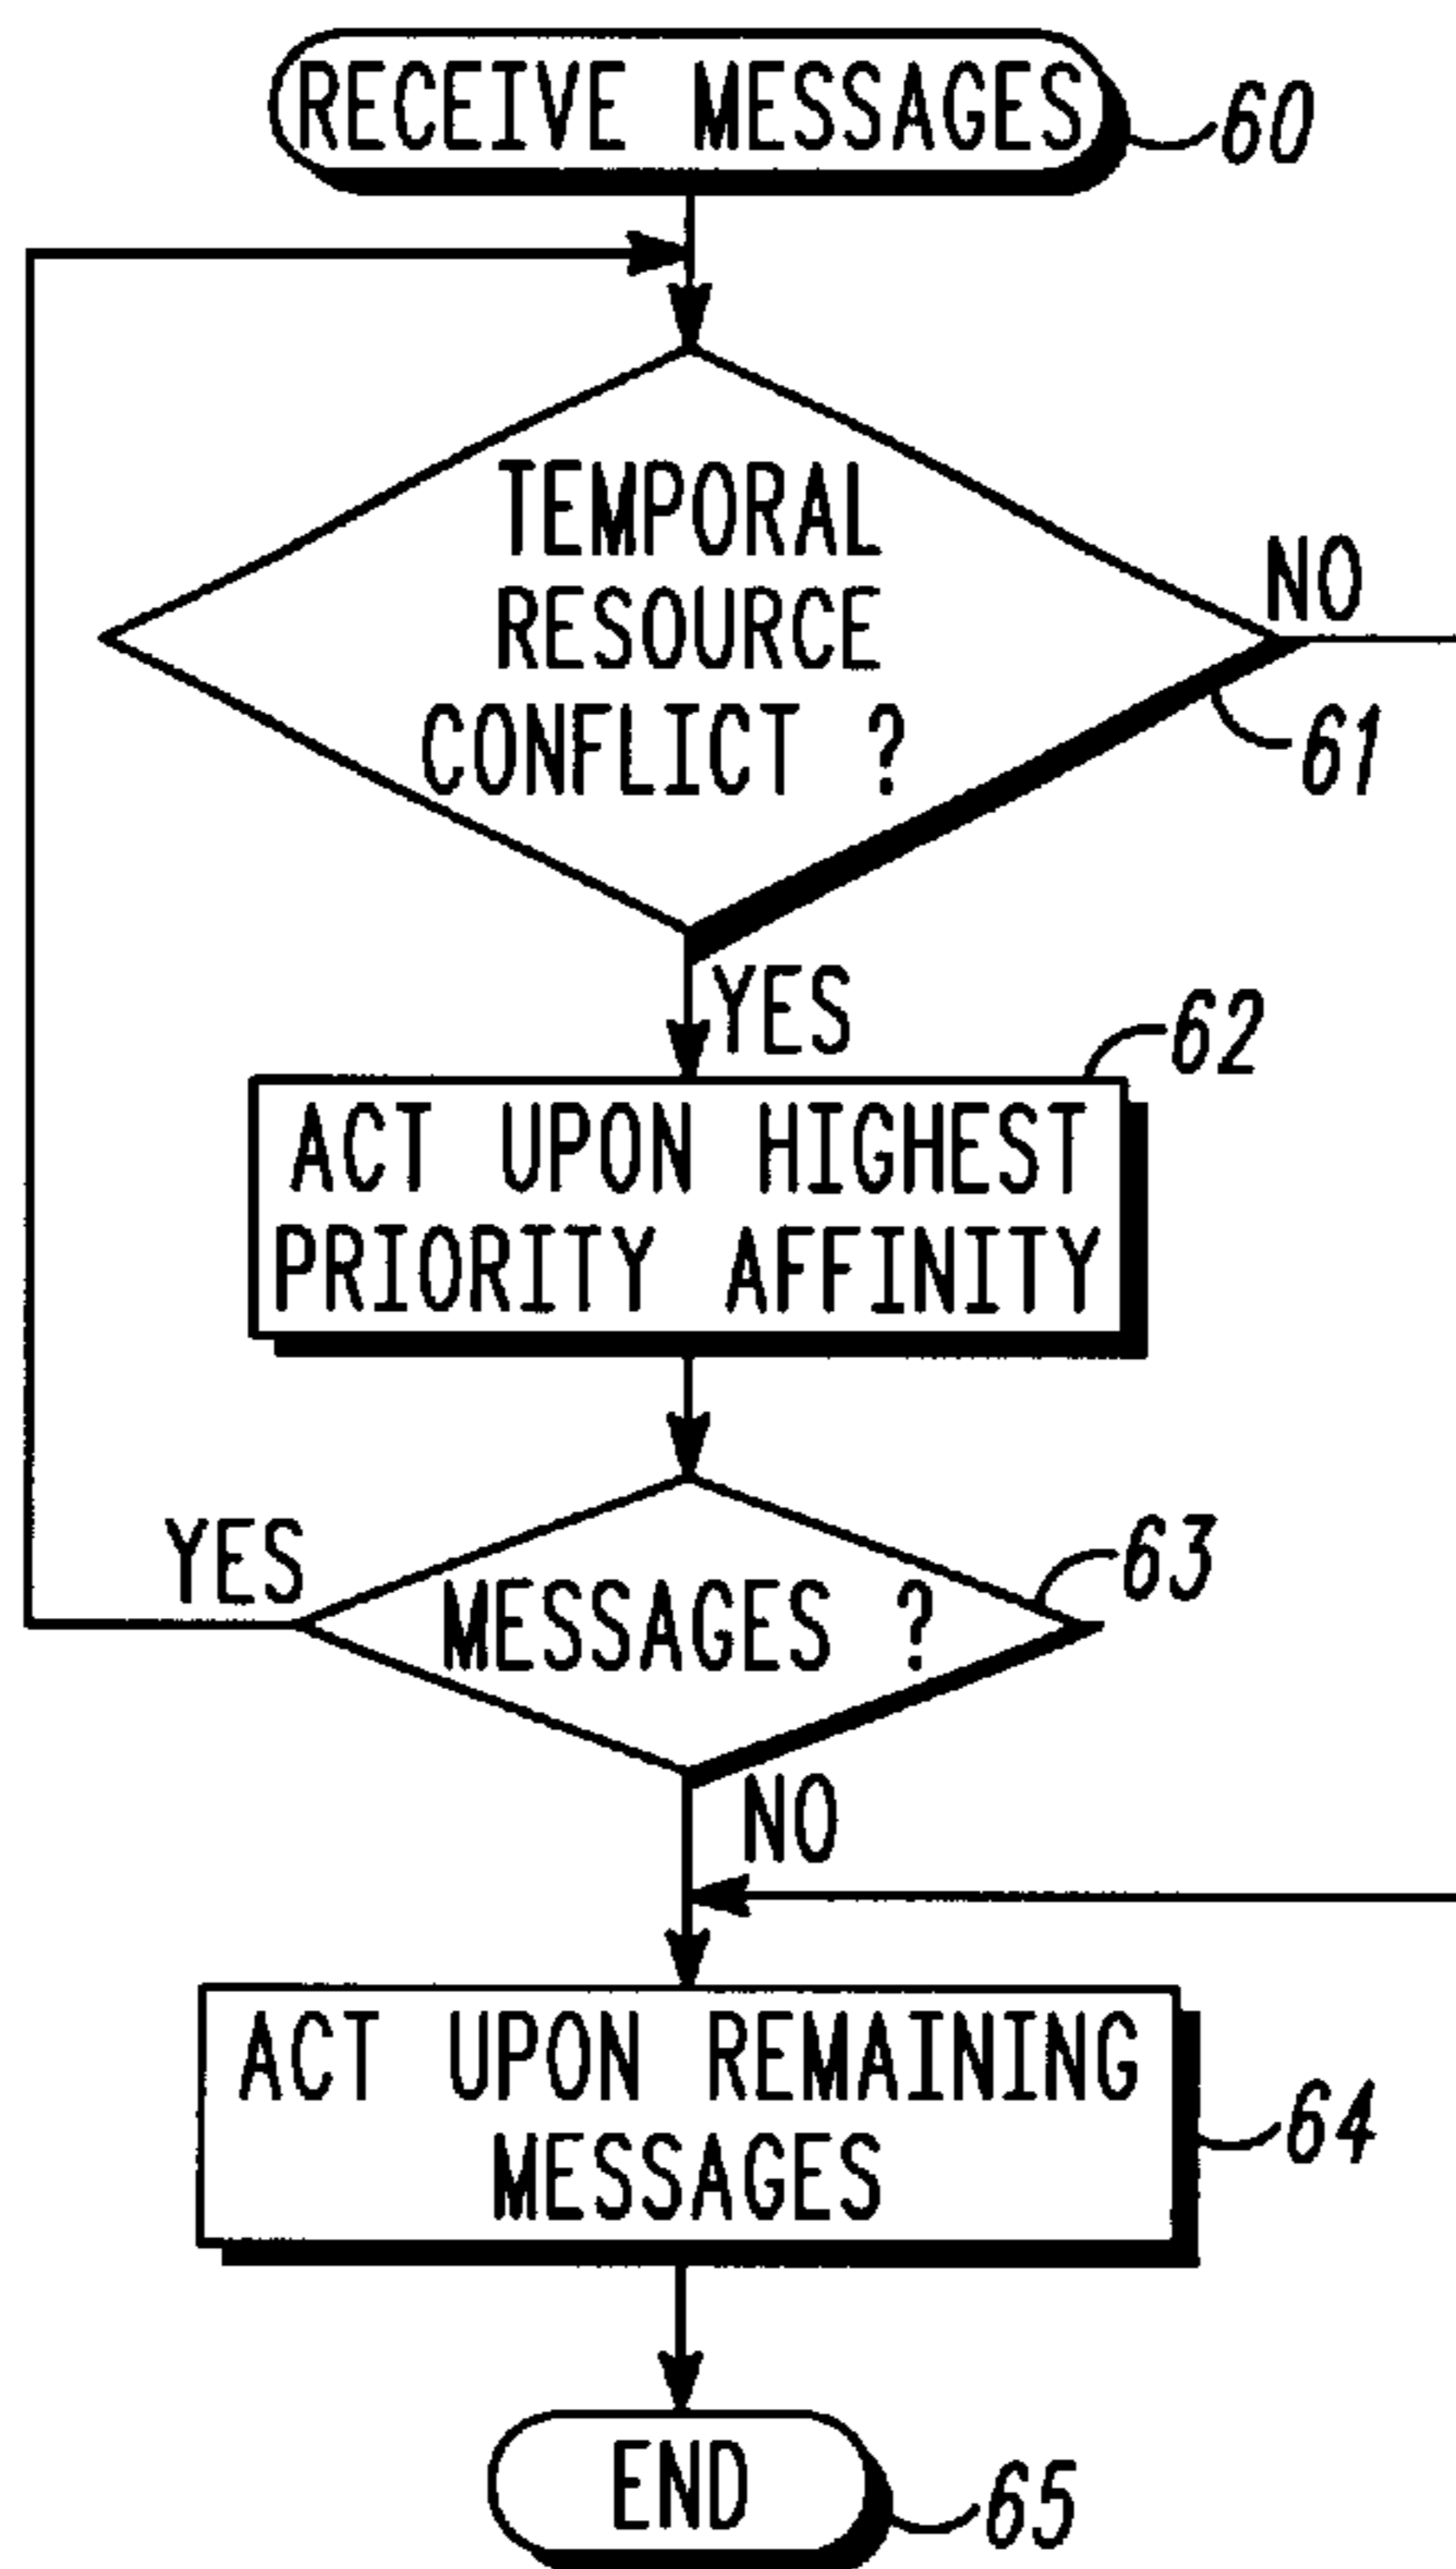 RECEIVE MESSAGES
60
TEMPORAL
RESOURCE
CONFLICT ?
NO
61
YES
62
ACT UPON HIGHEST
PRIORITY AFFINITY
YES
MESSAGES ?
63
NO
ACT UPON REMAINING
MESSAGES
64
END
65